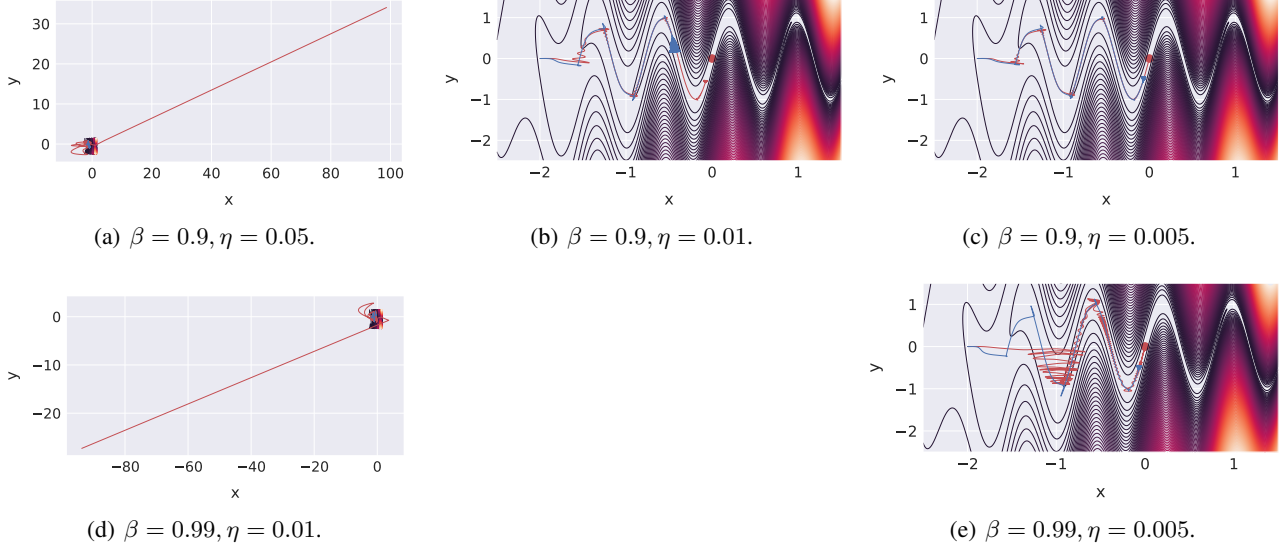 30
20
10
0
y
0 20 40 60 80 100
x
(a) β = 0.9, η = 0.05.
1
0
−1
−2
y
−2 −1 0 1
x
(b) β = 0.9, η = 0.01.
1
0
−1
−2
y
−2 −1 0 1
x
(c) β = 0.9, η = 0.005.
0
−10
−20
y
−80 −60 −40 −20 0
x
(d) β = 0.99, η = 0.01.
1
0
−1
−2
y
−2 −1 0 1
x
(e) β = 0.99, η = 0.005.